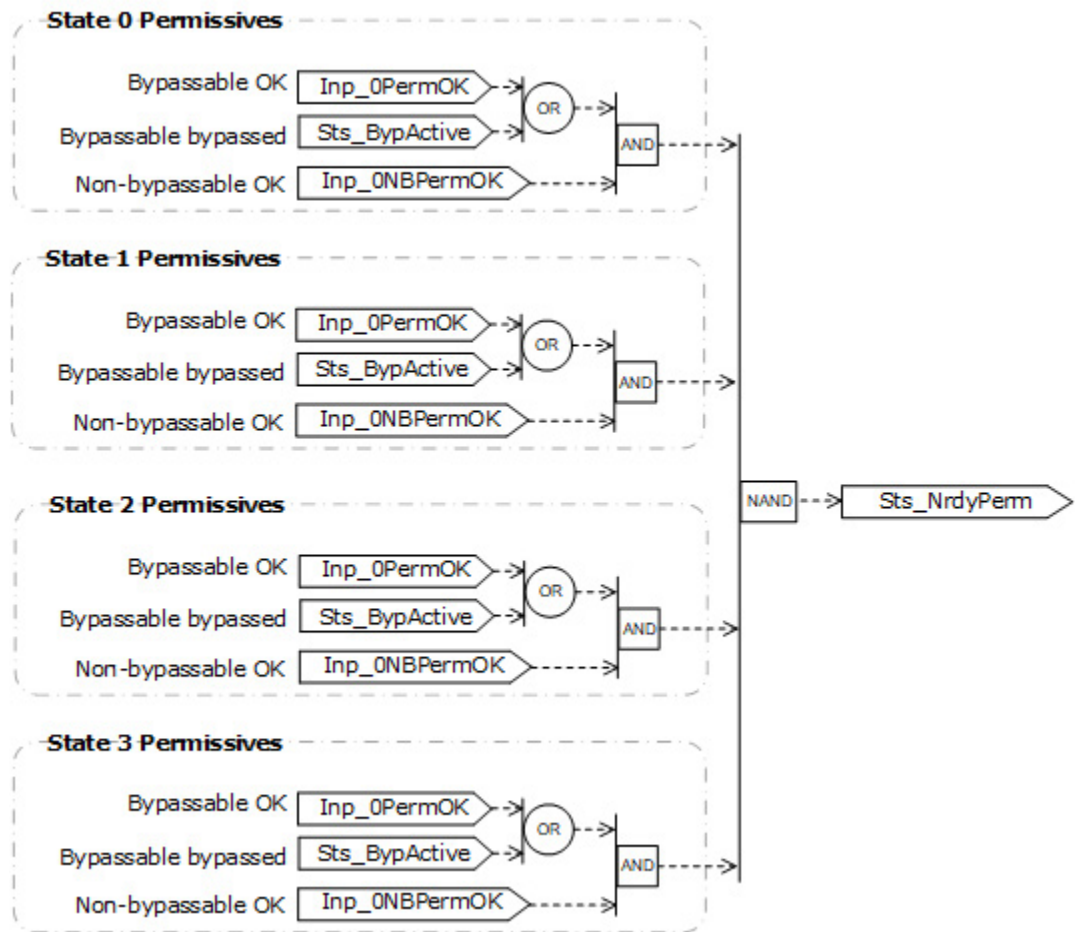 State 0 Permissives
Bypassable OK Inp_0PermOK
OR
Bypassable bypassed Sts_BypActive
AND
Non-bypassable OK Inp_0NBPermOK
State 1 Permissives
Bypassable OK Inp_0PermOK
OR
Bypassable bypassed Sts_BypActive
AND
Non-bypassable OK Inp_0NBPermOK
NAND Sts_NrdyPerm
State 2 Permissives
Bypassable OK Inp_0PermOK
OR
Bypassable bypassed Sts_BypActive
AND
Non-bypassable OK Inp_0NBPermOK
State 3 Permissives
Bypassable OK Inp_0PermOK
OR
Bypassable bypassed Sts_BypActive
AND
Non-bypassable OK Inp_0NBPermOK